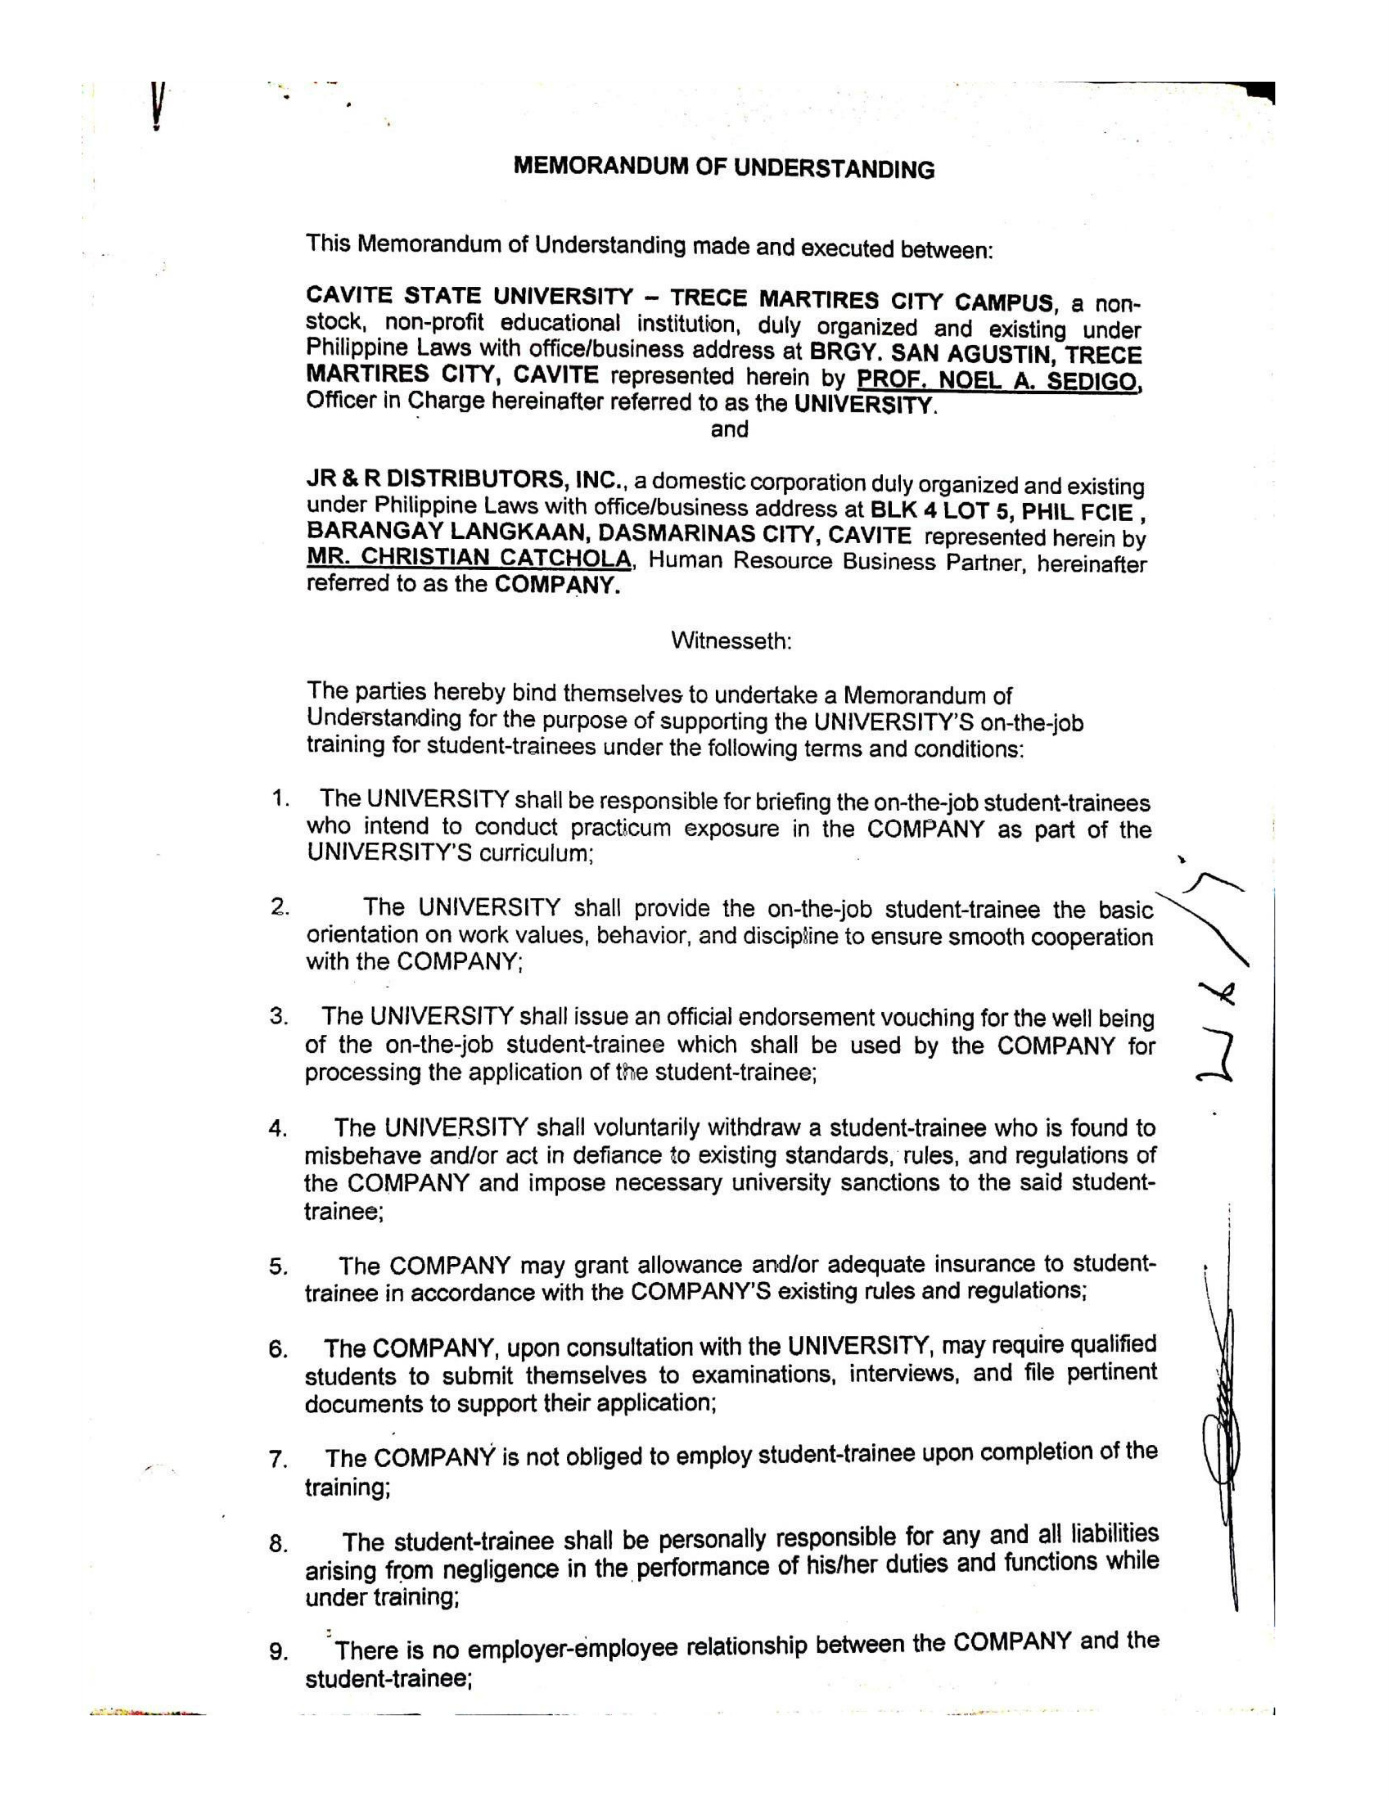 MEMORANDUM OF UNDERSTANDING
This Memorandum of Understanding made and executed between:
CAVITE STATE UNIVERSITY – TRECE MARTIRES CITY CAMPUS, a non-
stock, non-profit educational institution, duly organized and existing under
Philippine Laws with office/business address at BRGY. SAN AGUSTIN, TRECE
MARTIRES CITY, CAVITE represented herein by PROF. NOEL A. SEDIGO,
Officer in Charge hereinafter referred to as the UNIVERSITY.
and
JR & R DISTRIBUTORS, INC., a domestic corporation duly organized and existing
under Philippine Laws with office/business address at BLK 4 LOT 5, PHIL FCIE ,
BARANGAY LANGKAAN, DASMARINAS CITY, CAVITE represented herein by
MR. CHRISTIAN CATCHOLA, Human Resource Business Partner, hereinafter
referred to as the COMPANY.
Witnesseth:
The parties hereby bind themselves to undertake a Memorandum of
Understanding for the purpose of supporting the UNIVERSITY'S on-the-job
training for student-trainees under the following terms and conditions:
1. The UNIVERSITY shall be responsible for briefing the on-the-job student-trainees
who intend to conduct practicum exposure in the COMPANY as part of the
UNIVERSITY'S curriculum;
2. The UNIVERSITY shall provide the on-the-job student-trainee the basic
orientation on work values, behavior, and discipline to ensure smooth cooperation
with the COMPANY;
3. The UNIVERSITY shall issue an official endorsement vouching for the well being
of the on-the-job student-trainee which shall be used by the COMPANY for
processing the application of the student-trainee;
4. The UNIVERSITY shall voluntarily withdraw a student-trainee who is found to
misbehave and/or act in defiance to existing standards, rules, and regulations of
the COMPANY and impose necessary university sanctions to the said student-
trainee;
5. The COMPANY may grant allowance and/or adequate insurance to student-
trainee in accordance with the COMPANY'S existing rules and regulations;
6. The COMPANY, upon consultation with the UNIVERSITY, may require qualified
students to submit themselves to examinations, interviews, and file pertinent
documents to support their application;
7. The COMPANY is not obliged to employ student-trainee upon completion of the
training;
8. The student-trainee shall be personally responsible for any and all liabilities
arising from negligence in the performance of his/her duties and functions while
under training;
9. There is no employer-employee relationship between the COMPANY and the
student-trainee;